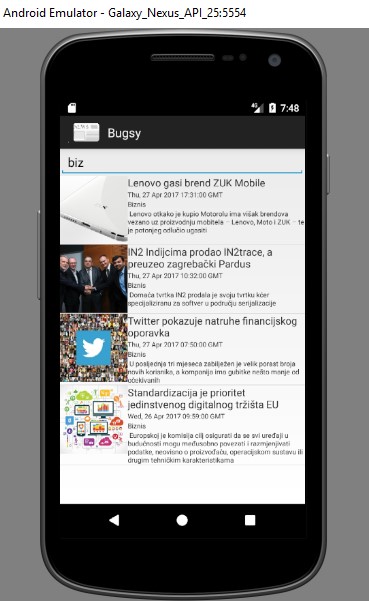 Android Emulator - Galaxy_Nexus_API_25:5554
4G 7:48
NEWS
Bugsy
biz
Lenovo gasi brend ZUK Mobile
Thu, 27 Apr 2017 17:31:00 GMT
Biznis
Lenovo otkako je kupio Motorolu ima višak brendova
vezano uz proizvodnju mobitela – Lenovo, Moto i ZUK – te
je potonjeg odlučio ugasiti
IN2 Indijcima prodao IN2trace, a
preuzeo zagrebački Pardus
Thu, 27 Apr 2017 10:32:00 GMT
Biznis
Domaća tvrtka IN2 prodala je svoju tvrtku kćer
specijaliziranu za softver u području serijalizacije
Twitter pokazuje natruhe financijskog
oporavka
Thu, 27 Apr 2017 07:50:00 GMT
Biznis
U posljednja tri mjeseca zabilježen je velik porast broja
novih korisnika, a kompanija ima gubitke nešto manje od
očekivanih
Standardizacija je prioritet
jedinstvenog digitalnog tržišta EU
Wed, 26 Apr 2017 09:59:00 GMT
Biznis
Europskoj je komisija cilj osigurati da se svi uređaji u
budućnosti mogu međusobno povezati i razmjenjivati
podatke, neovisno o proizvođaču, operacijskom sustavu ili
drugim tehničkim karakteristikama